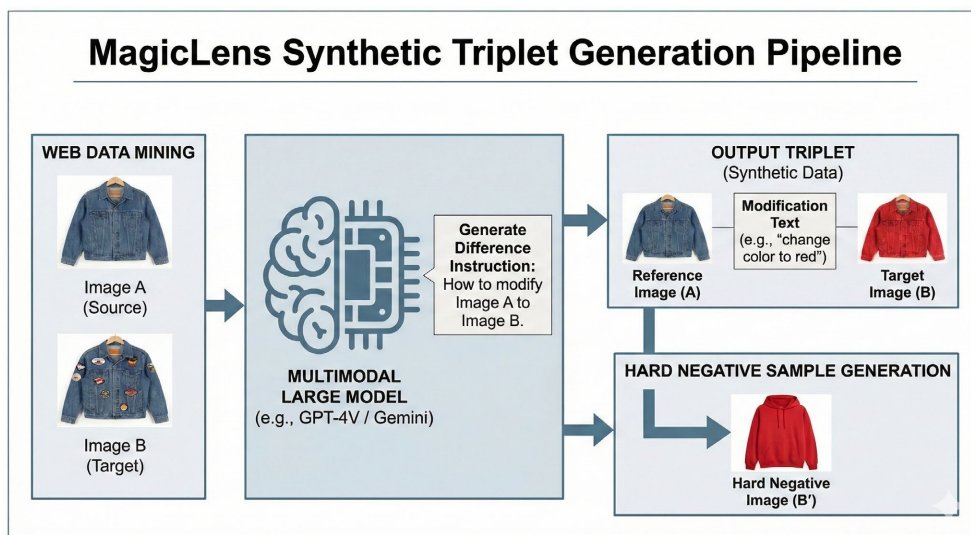 MagicLens Synthetic Triplet Generation Pipeline
WEB DATA MINING
Image A
(Source)
Image B
(Target)
MULTIMODAL
LARGE MODEL
(e.g., GPT-4V / Gemini)
Generate
Difference
Instruction:
How to modify
Image A to
Image B.
OUTPUT TRIPLET
(Synthetic Data)
Reference
Image (A)
Modification
Text
(e.g., “change
color to red”)
Target
Image (B)
HARD NEGATIVE SAMPLE GENERATION
Hard Negative
Image (B′)